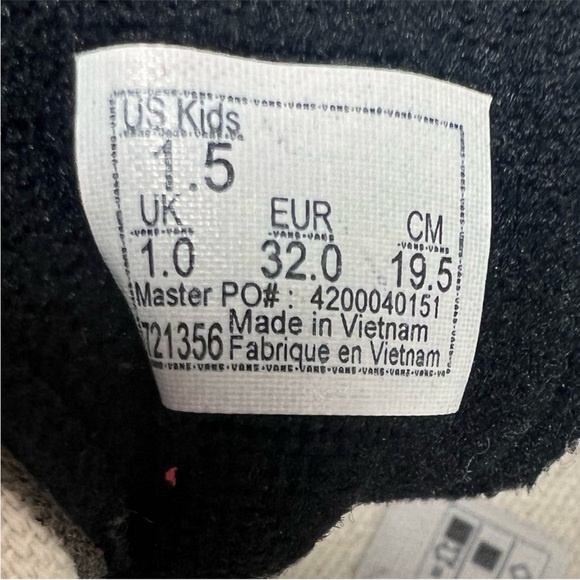 US Kids
1.5
UK EUR CM
1.0 32.0 19.5
Master PO# : 4200040151
721356 Made in Vietnam
Fabrique en Vietnam